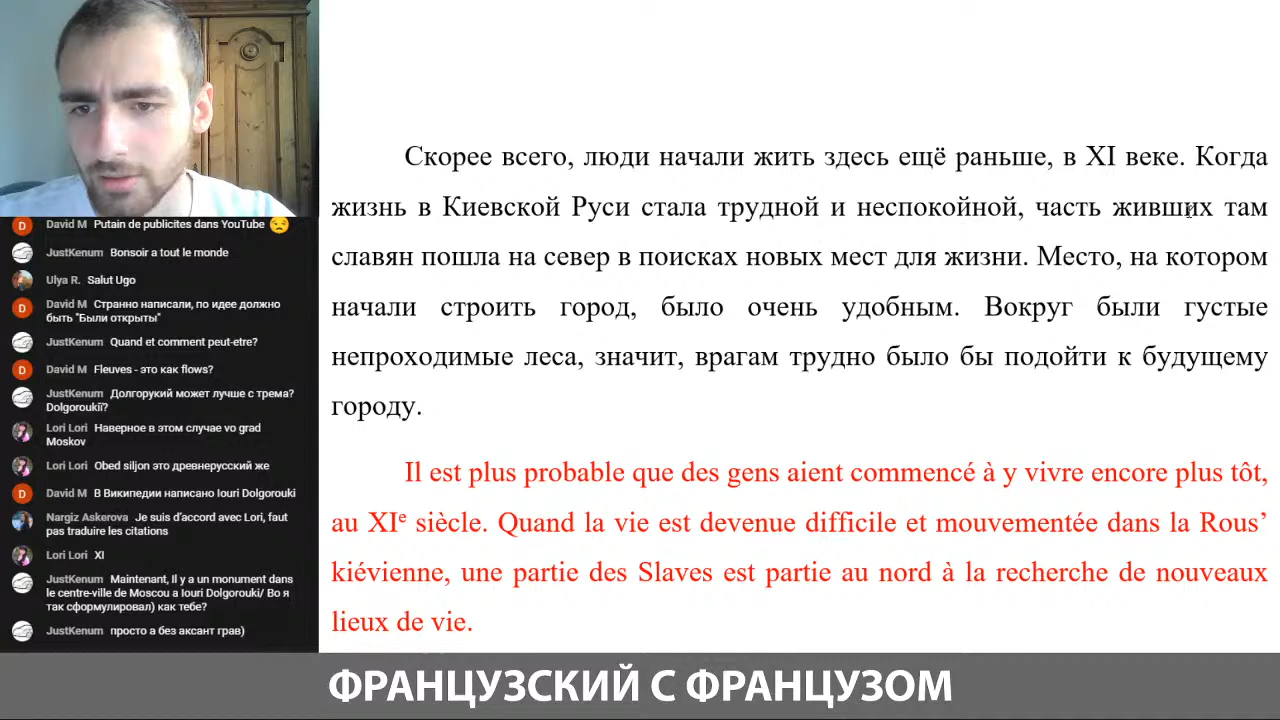 David M Putain de publicites dans YouTube 😞
JustKenum Bonsoir a tout le monde
Ulya R. Salut Ugo
David M Странно написали, по идее должно
быть "Были открыты"
JustKenum Quand et comment peut-etre?
David M Fleuves - это как flows?
JustKenum Долгорукий может лучше с трема?
Dolgoroukiï?
Lori Lori Наверное в этом случае vo grad
Moskov
Lori Lori Obed siljon это древнерусский же
David M В Википедии написано Iouri Dolgorouki
Nargiz Askerova Je suis d'accord avec Lori, faut
pas traduire les citations
Lori Lori XI
JustKenum Maintenant, Il y a un monument dans
le centre-ville de Moscou a Iouri Dolgorouki/ Во я
так сформулировал) как тебе?
JustKenum просто a без аксант грав)
Скорее всего, люди начали жить здесь ещё раньше, в XI веке. Когда
жизнь в Киевской Руси стала трудной и неспокойной, часть живших там
славян пошла на север в поисках новых мест для жизни. Место, на котором
начали строить город, было очень удобным. Вокруг были густые
непроходимые леса, значит, врагам трудно было бы подойти к будущему
городу.
Il est plus probable que des gens aient commencé à y vivre encore plus tôt,
au XIᵉ siècle. Quand la vie est devenue difficile et mouvementée dans la Rous’
kiévienne, une partie des Slaves est partie au nord à la recherche de nouveaux
lieux de vie.
ФРАНЦУЗСКИЙ С ФРАНЦУЗОМ